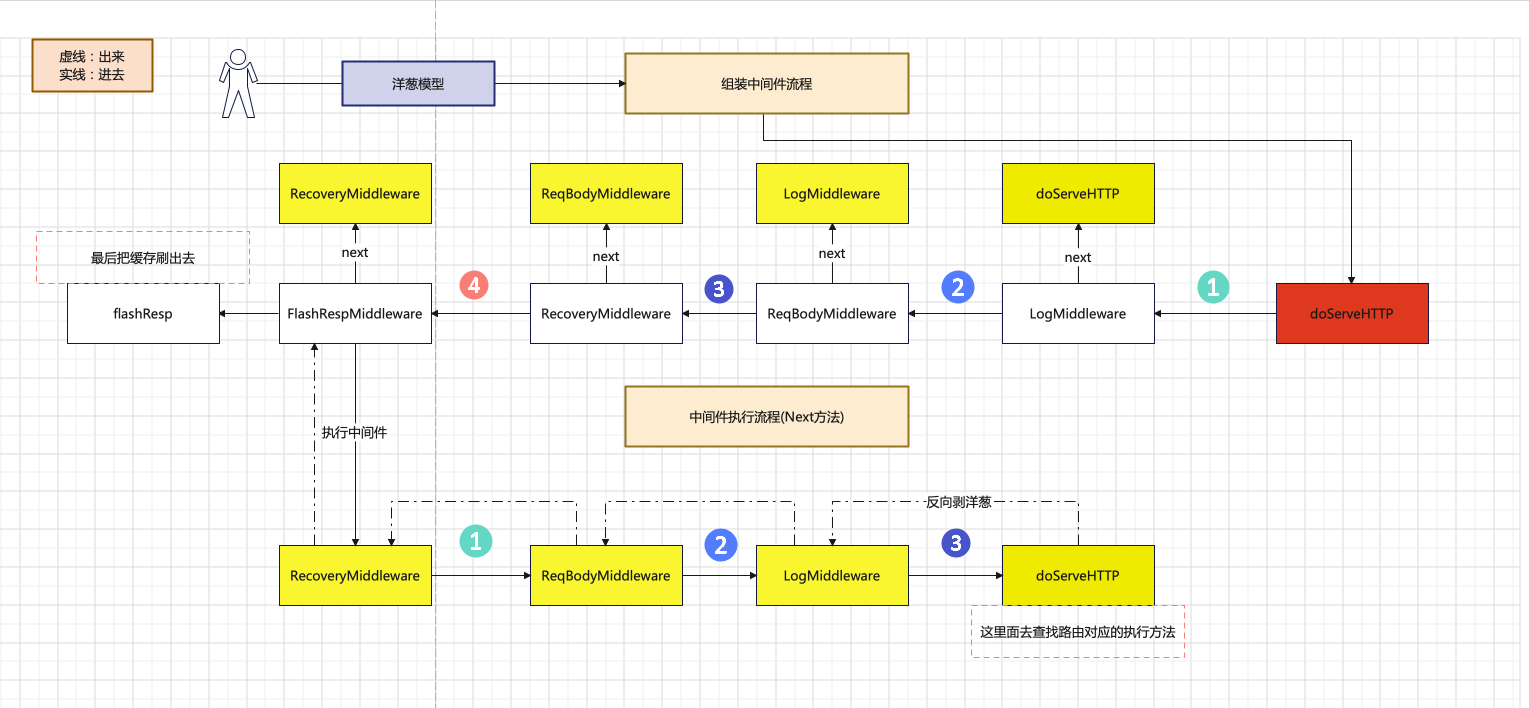 虚线：出来
实线：进去
洋葱模型
组装中间件流程
RecoveryMiddleware
ReqBodyMiddleware
LogMiddleware
doServeHTTP
最后把缓存刷出去
next
next
next
next
4
3
2
1
flashResp
FlashRespMiddleware
RecoveryMiddleware
ReqBodyMiddleware
LogMiddleware
doServeHTTP
中间件执行流程(Next方法)
执行中间件
反向剥洋葱
1
2
3
RecoveryMiddleware
ReqBodyMiddleware
LogMiddleware
doServeHTTP
这里面去查找路由对应的执行方法